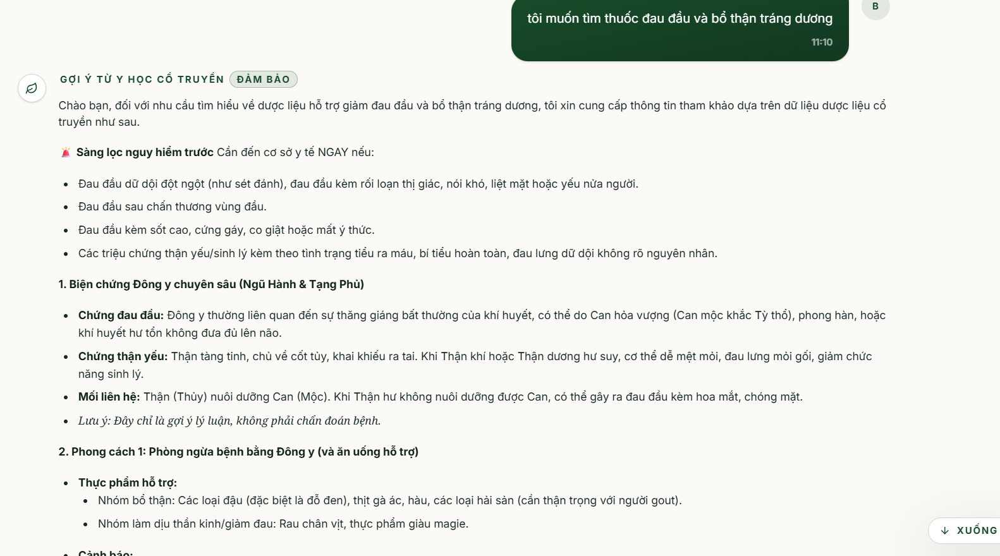 tôi muốn tìm thuốc đau đầu và bổ thận tráng dương
11:10
B
GỢI Ý TỪ Y HỌC CỔ TRUYỀN ĐẢM BẢO
Chào bạn, đối với nhu cầu tìm hiểu về dược liệu hỗ trợ giảm đau đầu và bổ thận tráng dương, tôi xin cung cấp thông tin tham khảo dựa trên dữ liệu dược liệu cổ
truyền như sau.
🚨 Sàng lọc nguy hiểm trước Cần đến cơ sở y tế NGAY nếu:
• Đau đầu dữ dội đột ngột (như sét đánh), đau đầu kèm rối loạn thị giác, nói khó, liệt mặt hoặc yếu nửa người.
• Đau đầu sau chấn thương vùng đầu.
• Đau đầu kèm sốt cao, cứng gáy, co giật hoặc mất ý thức.
• Các triệu chứng thận yếu/sinh lý kèm theo tình trạng tiểu ra máu, bí tiểu hoàn toàn, đau lưng dữ dội không rõ nguyên nhân.
1. Biện chứng Đông y chuyên sâu (Ngũ Hành & Tạng Phủ)
• Chứng đau đầu: Đông y thường liên quan đến sự thăng giáng bất thường của khí huyết, có thể do Can hỏa vượng (Can mộc khắc Tỳ thổ), phong hàn, hoặc
khí huyết hư tổn không đưa đủ lên não.
• Chứng thận yếu: Thận tàng tinh, chủ về cốt tủy, khai khiếu ra tai. Khi Thận khí hoặc Thận dương hư suy, cơ thể dễ mệt mỏi, đau lưng mỏi gối, giảm chức
năng sinh lý.
• Mối liên hệ: Thận (Thủy) nuôi dưỡng Can (Mộc). Khi Thận hư không nuôi dưỡng được Can, có thể gây ra đau đầu kèm hoa mắt, chóng mặt.
• Lưu ý: Đây chỉ là gợi ý lý luận, không phải chẩn đoán bệnh.
2. Phong cách 1: Phòng ngừa bệnh bằng Đông y (và ăn uống hỗ trợ)
• Thực phẩm hỗ trợ:
• Nhóm bổ thận: Các loại đậu (đặc biệt là đỗ đen), thịt gà ác, hàu, các loại hải sản (cần thận trọng với người gout).
• Nhóm làm dịu thần kinh/giảm đau: Rau chân vịt, thực phẩm giàu magie.
↓ XUỐNG
• Cảnh báo: